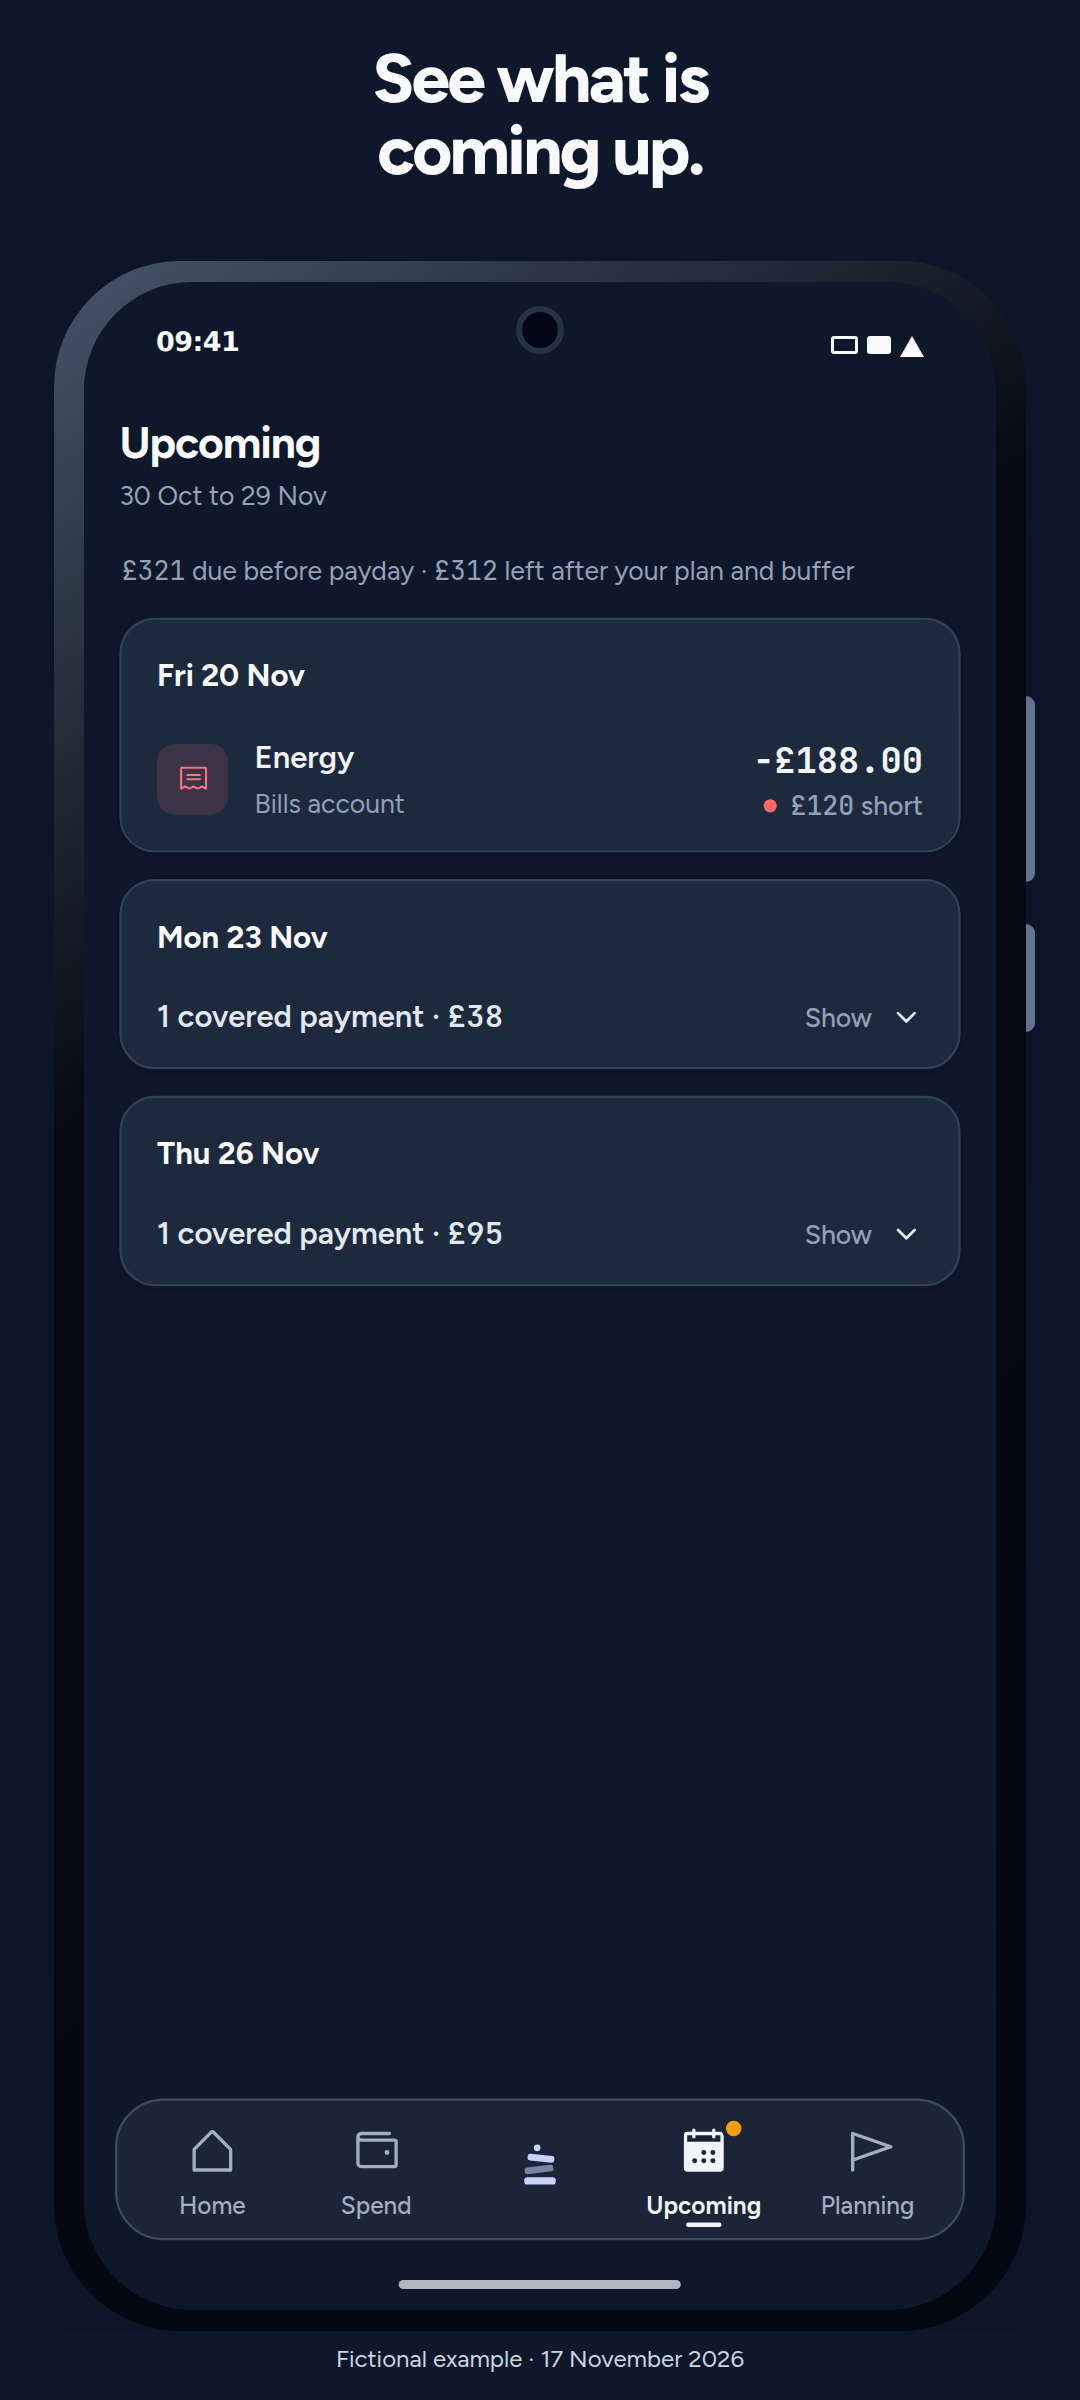 See what is
coming up.
09:41
Upcoming
30 Oct to 29 Nov
£321 due before payday · £312 left after your plan and buffer
Fri 20 Nov
Energy
-£188.00
Bills account
£120 short
Mon 23 Nov
1 covered payment · £38
Show
Thu 26 Nov
1 covered payment · £95
Show
Home
Spend
Upcoming
Planning
Fictional example · 17 November 2026